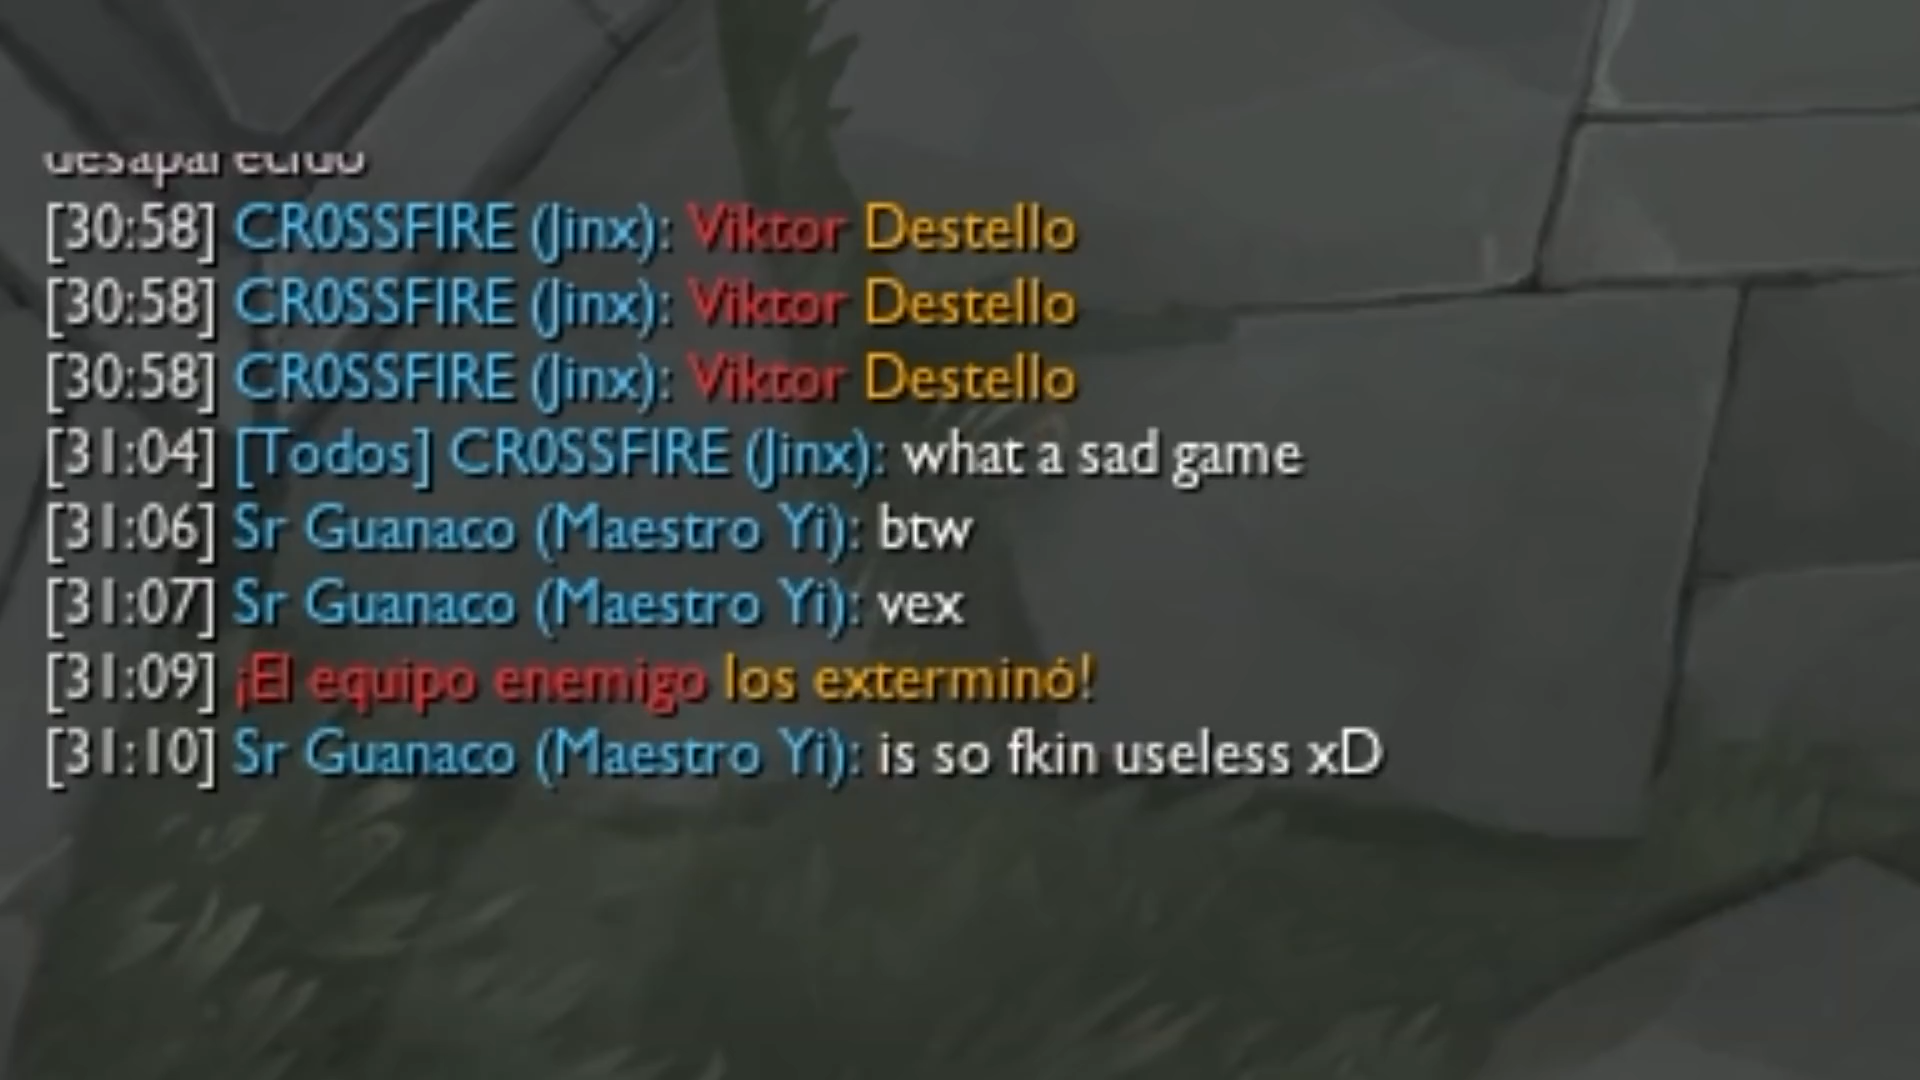 desaparecido
[30:58] CR0SSFIRE (Jinx): Viktor Destello
[30:58] CR0SSFIRE (Jinx): Viktor Destello
[30:58] CR0SSFIRE (Jinx): Viktor Destello
[31:04] [Todos] CR0SSFIRE (Jinx): what a sad game
[31:06] Sr Guanaco (Maestro Yi): btw
[31:07] Sr Guanaco (Maestro Yi): vex
[31:09] ¡El equipo enemigo los exterminó!
[31:10] Sr Guanaco (Maestro Yi): is so fkin useless xD